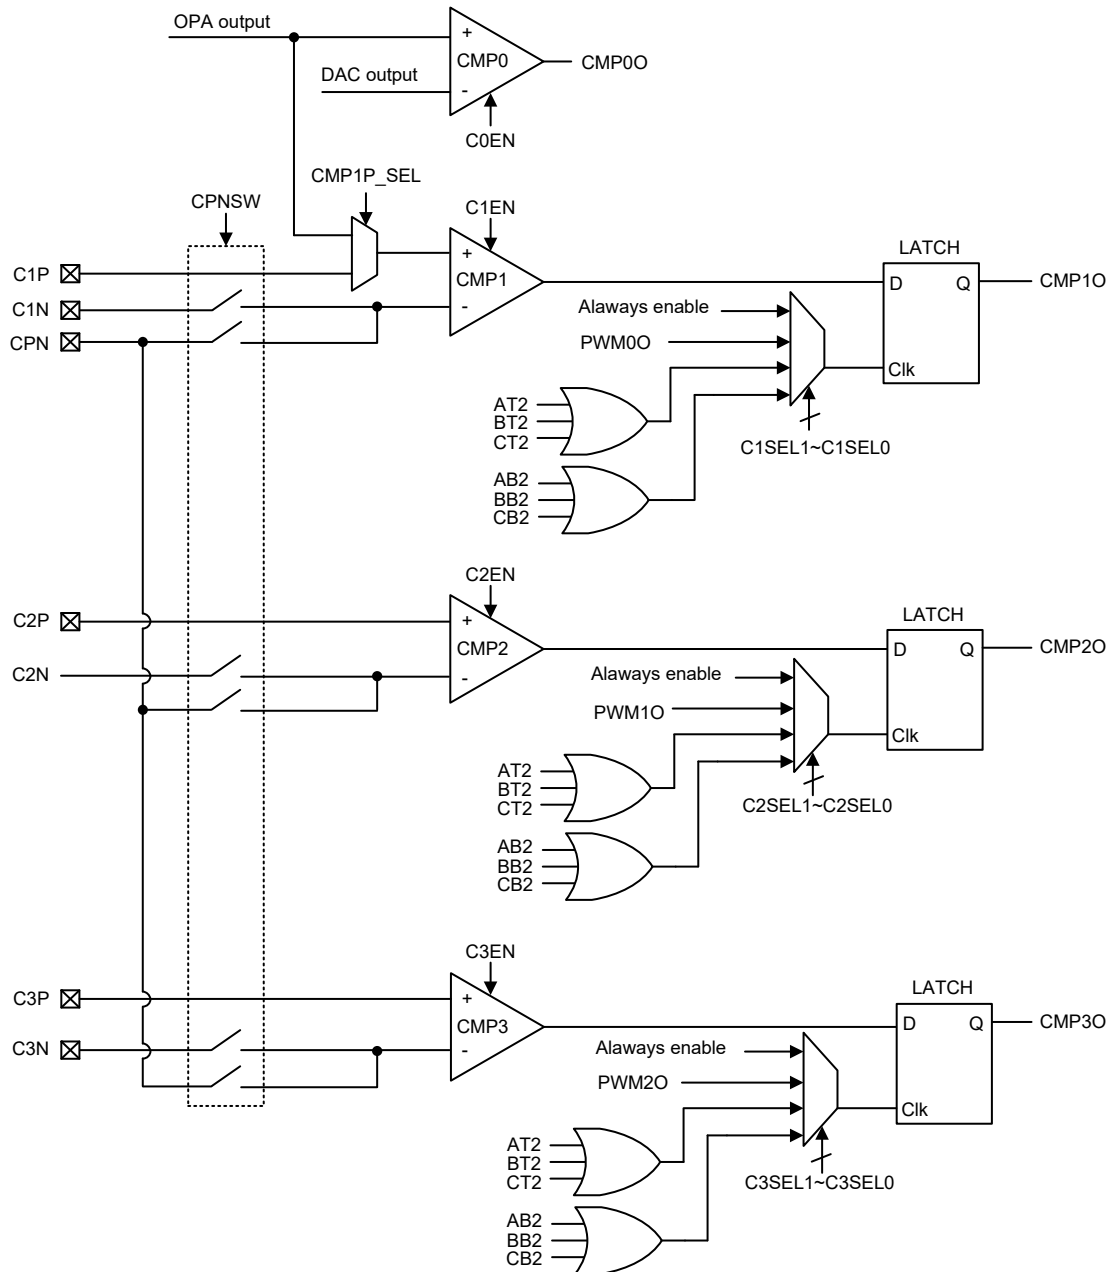 OPA output
+
CMP0
-
CMP0O
DAC output
C0EN
CMP1P_SEL
CPNSW
C1EN
LATCH
C1P
+
CMP1
-
D
Q
CMP1O
C1N
Alaways enable
CPN
PWM0O
Clk
AT2
BT2
CT2
C1SEL1~C1SEL0
AB2
BB2
CB2
C2EN
LATCH
C2P
+
CMP2
-
D
Q
CMP2O
C2N
Alaways enable
PWM1O
Clk
AT2
BT2
CT2
C2SEL1~C2SEL0
AB2
BB2
CB2
C3EN
LATCH
C3P
+
CMP3
-
D
Q
CMP3O
C3N
Alaways enable
PWM2O
Clk
AT2
BT2
CT2
C3SEL1~C3SEL0
AB2
BB2
CB2